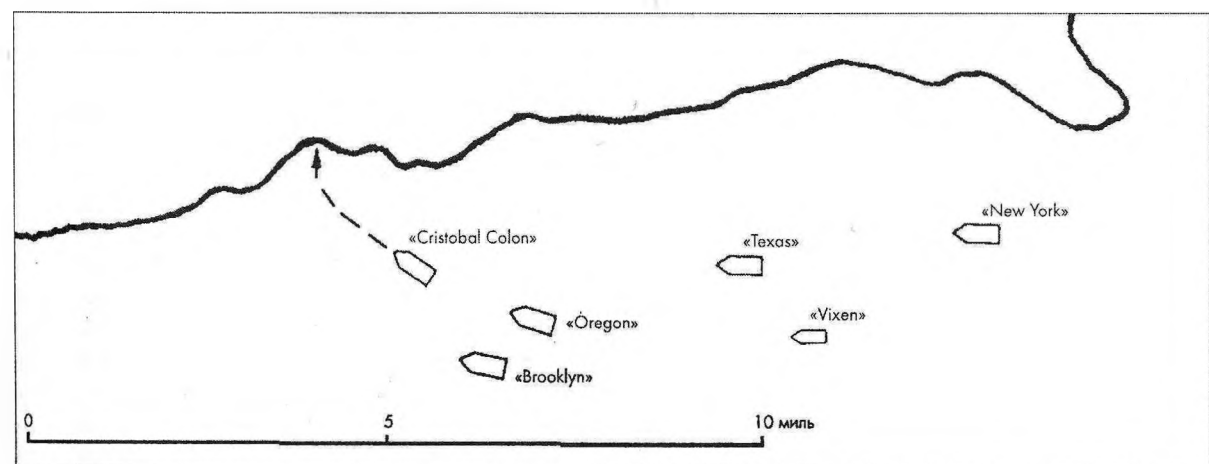 «New York»
«Cristobal Colon»
«Texas»
«Oregon»
«Vixen»
«Brooklyn»
0 5 10 миль